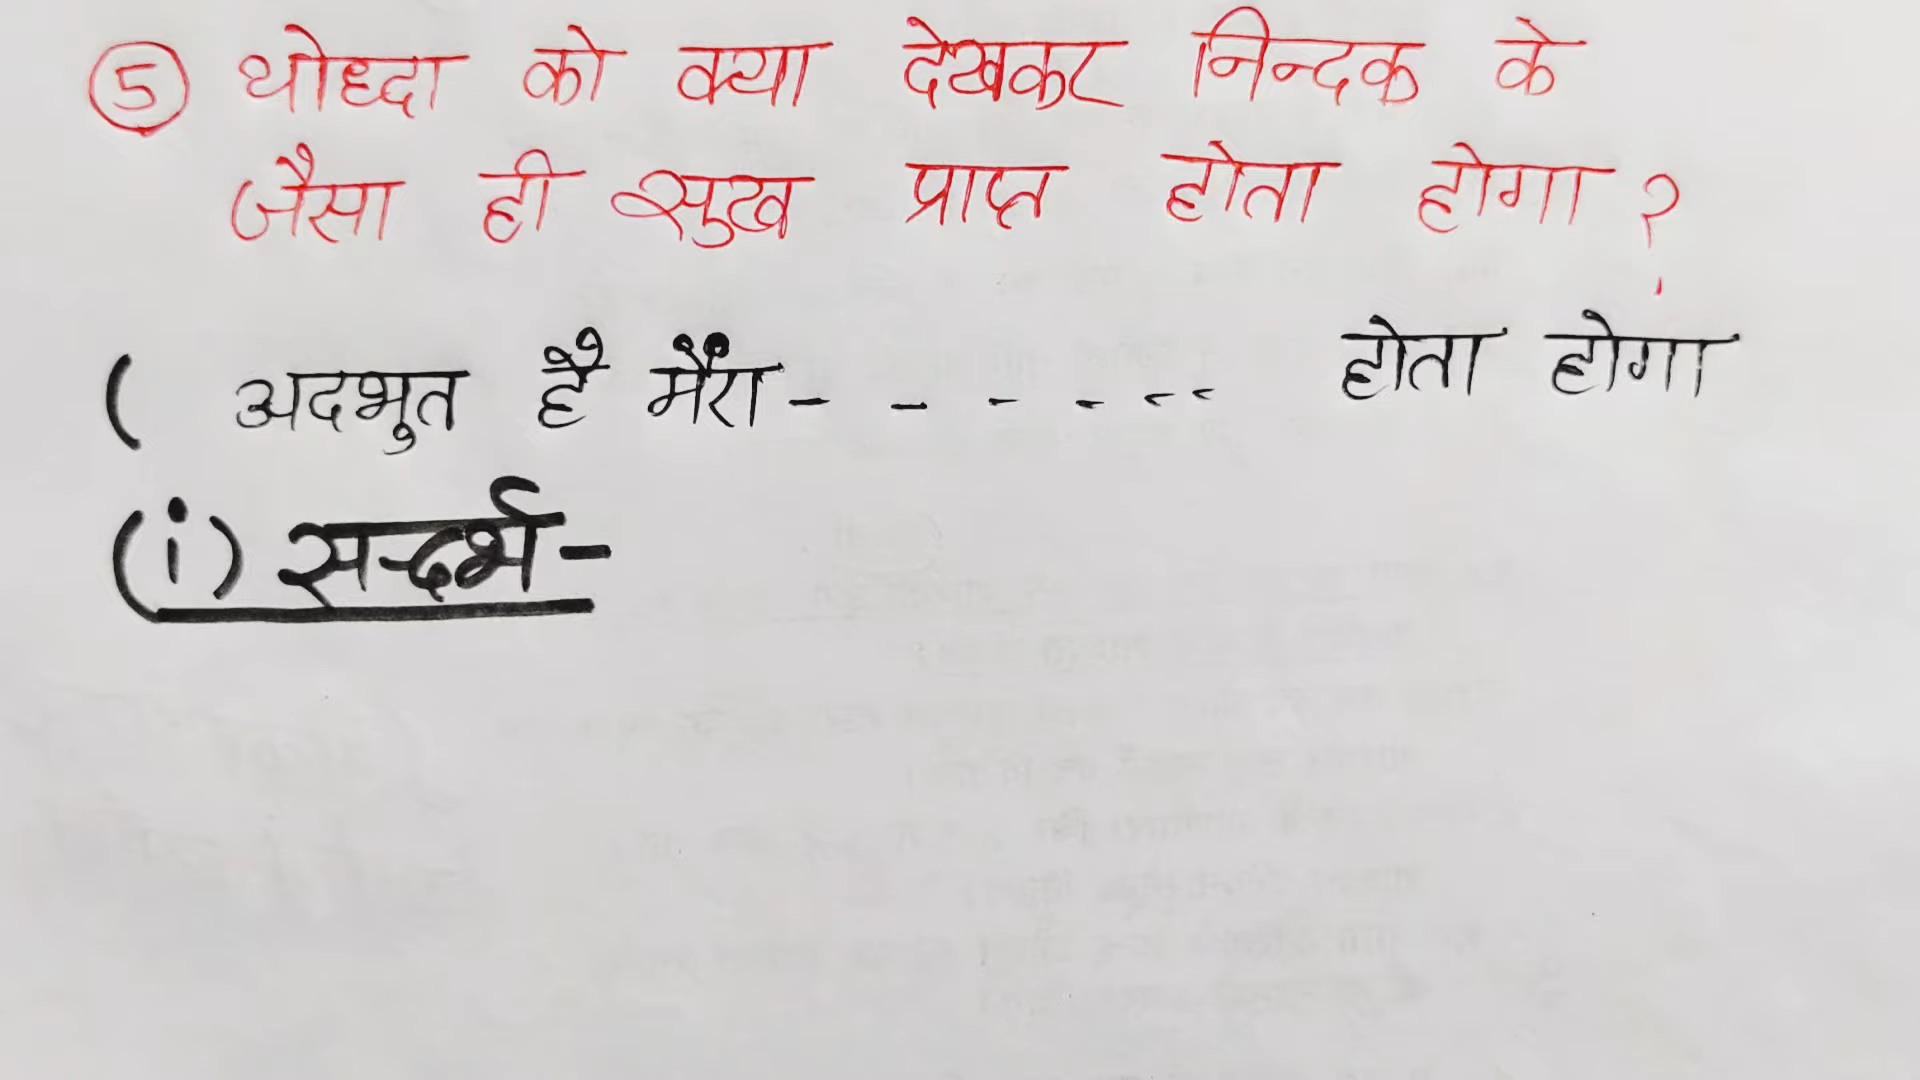 ⑤ योध्दा को क्या देखकर निन्दक के
जैसा ही सुख प्राप्त होता होगा ?
( अदभुत है मेंरा - - - - - - होता होगा
(i) सन्दर्भ -